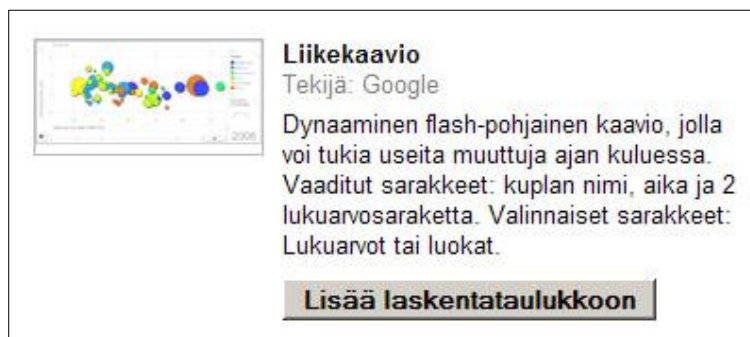 Liikekaavio
Tekijä: Google
Dynaaminen flash-pohjainen kaavio, jolla
voi tukia useita muuttuja ajan kuluessa.
Vaaditut sarakkeet: kuplan nimi, aika ja 2
lukuarvosaraketta. Valinnaiset sarakkeet:
Lukuarvot tai luokat.
Lisää laskentataulukkoon